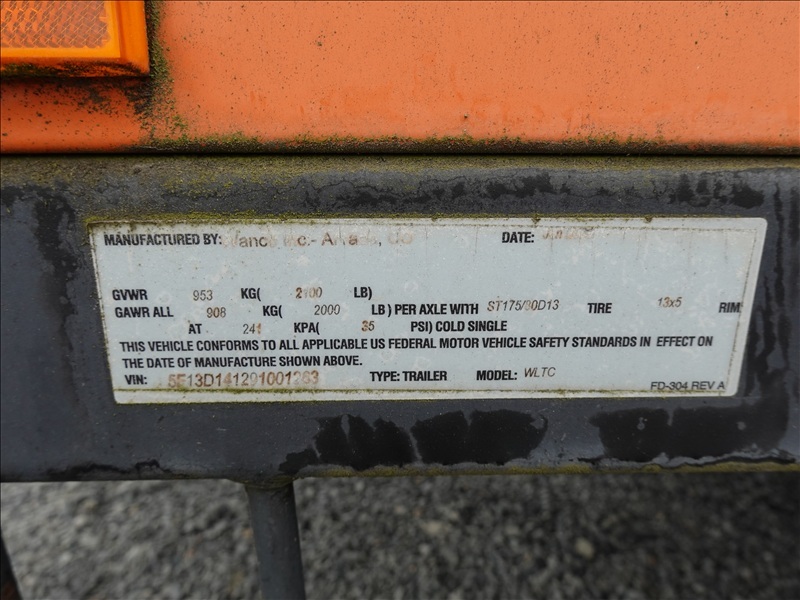 MANUFACTURED BY: Inc.- DATE:
GVWR 953 KG( 2100 LB)
GAWR ALL 908 KG( 2000 LB ) PER AXLE WITH ST175/80D13 TIRE 13x5 RIM
AT 241 KPA( 35 PSI) COLD SINGLE
THIS VEHICLE CONFORMS TO ALL APPLICABLE US FEDERAL MOTOR VEHICLE SAFETY STANDARDS IN EFFECT ON
THE DATE OF MANUFACTURE SHOWN ABOVE.
VIN: TYPE: TRAILER MODEL: WLTC
FD-304 REV A